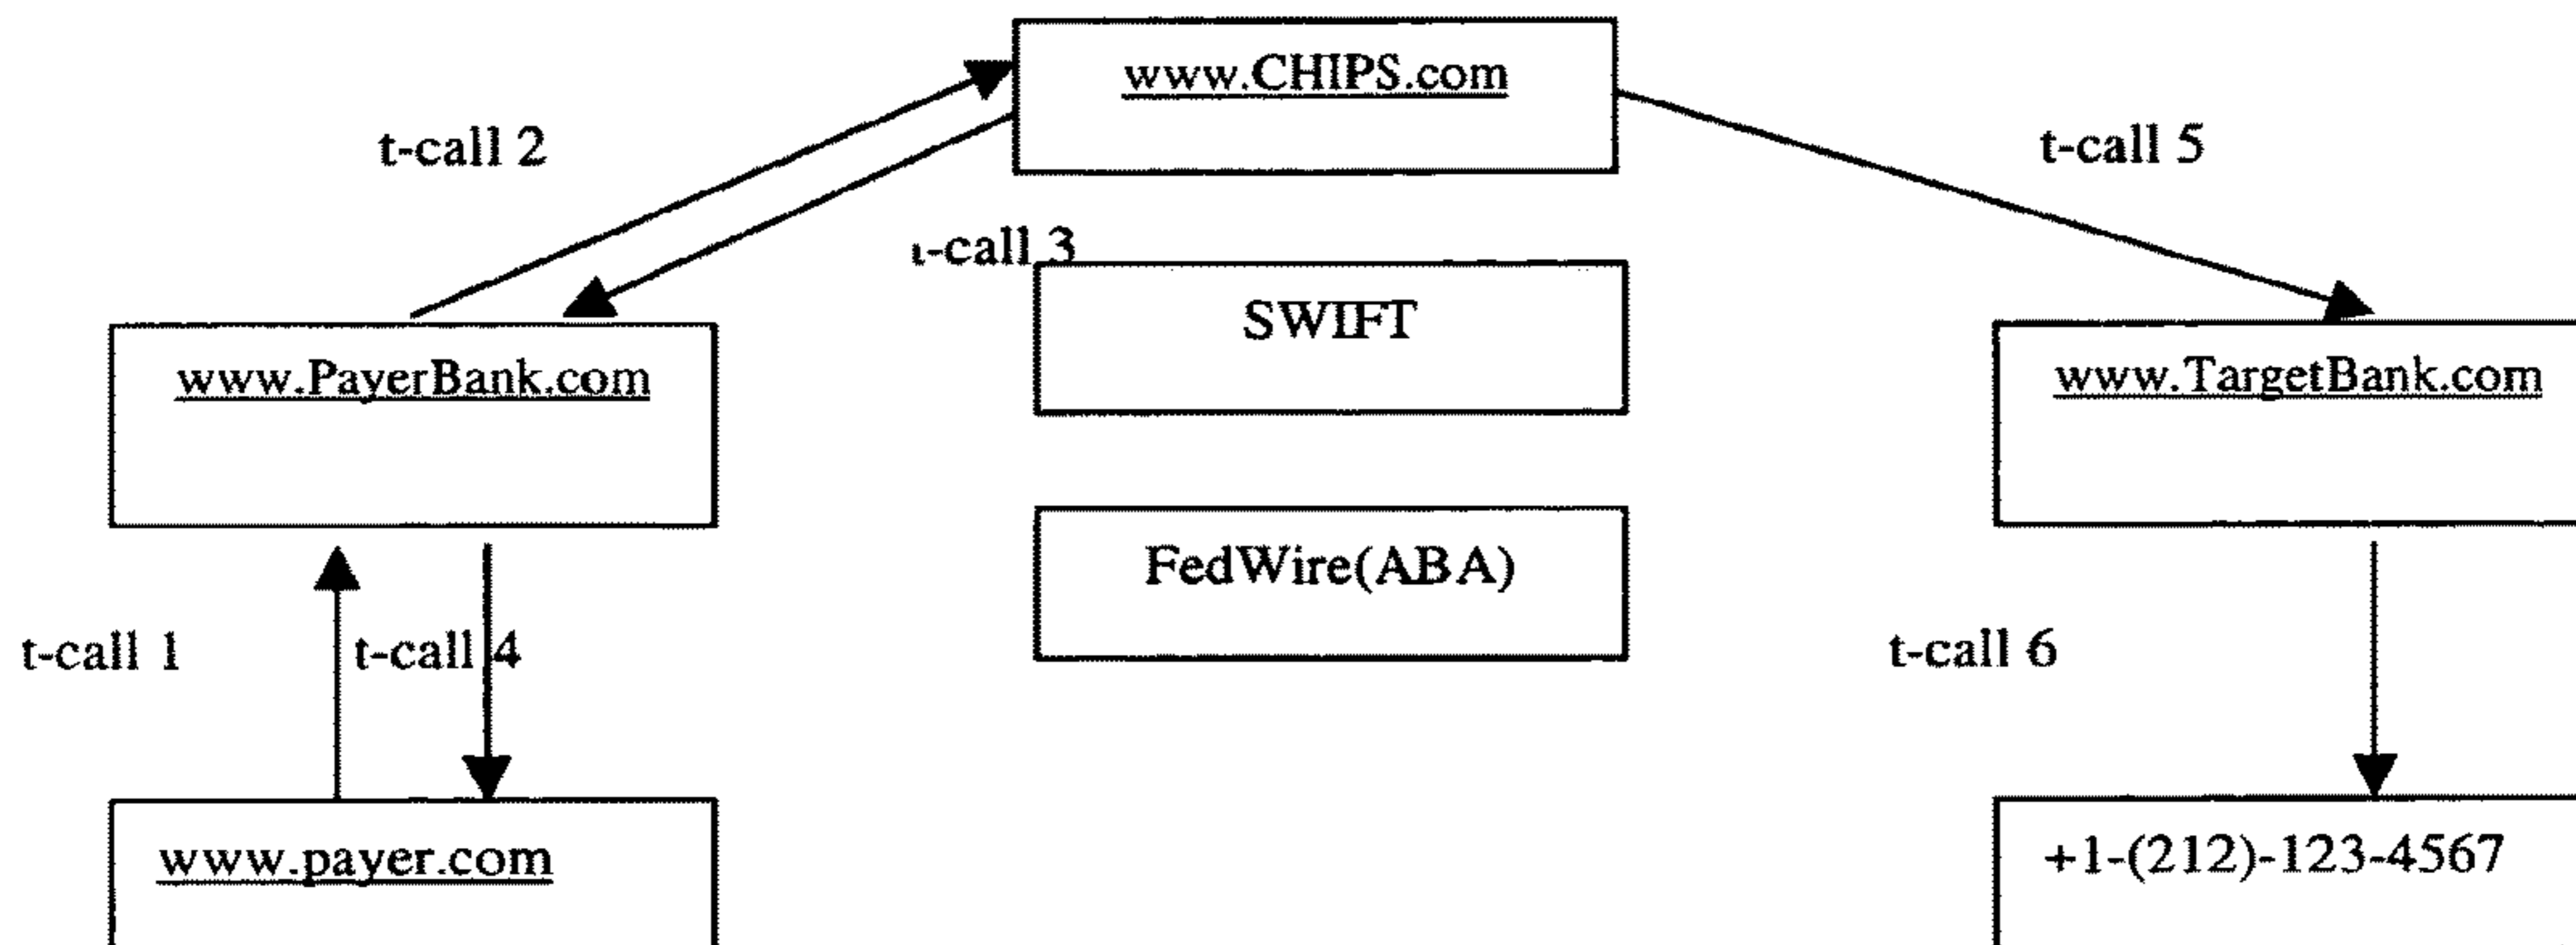 www.CHIPS.com
t-call 2
t-call 5
t-call 3
SWIFT
www.PayerBank.com
www.TargetBank.com
FedWire(ABA)
t-call 1
t-call 4
t-call 6
www.payer.com
+1-(212)-123-4567